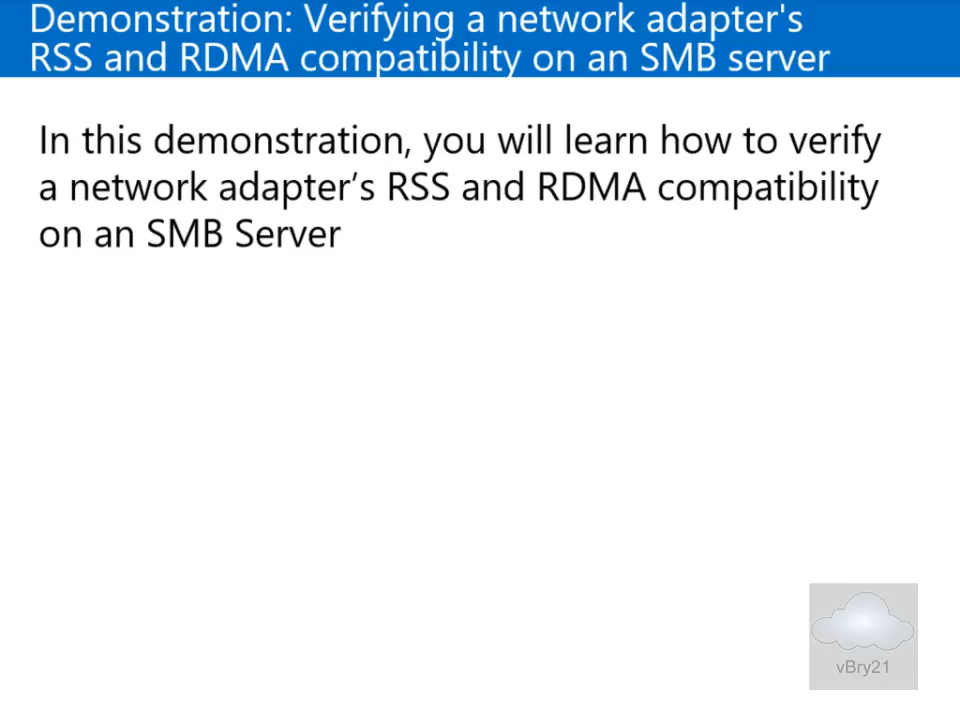 Demonstration: Verifying a network adapter's
RSS and RDMA compatibility on an SMB server
In this demonstration, you will learn how to verify
a network adapter’s RSS and RDMA compatibility
on an SMB Server
vBry21